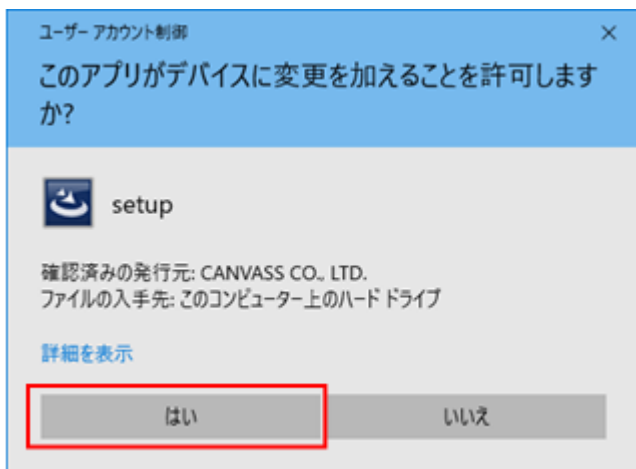 ユーザー アカウント制御
このアプリがデバイスに変更を加えることを許可します
か?
setup
確認済みの発行元: CANVASS CO., LTD.
ファイルの入手先: このコンピューター上のハード ドライブ
詳細を表示
はい
いいえ